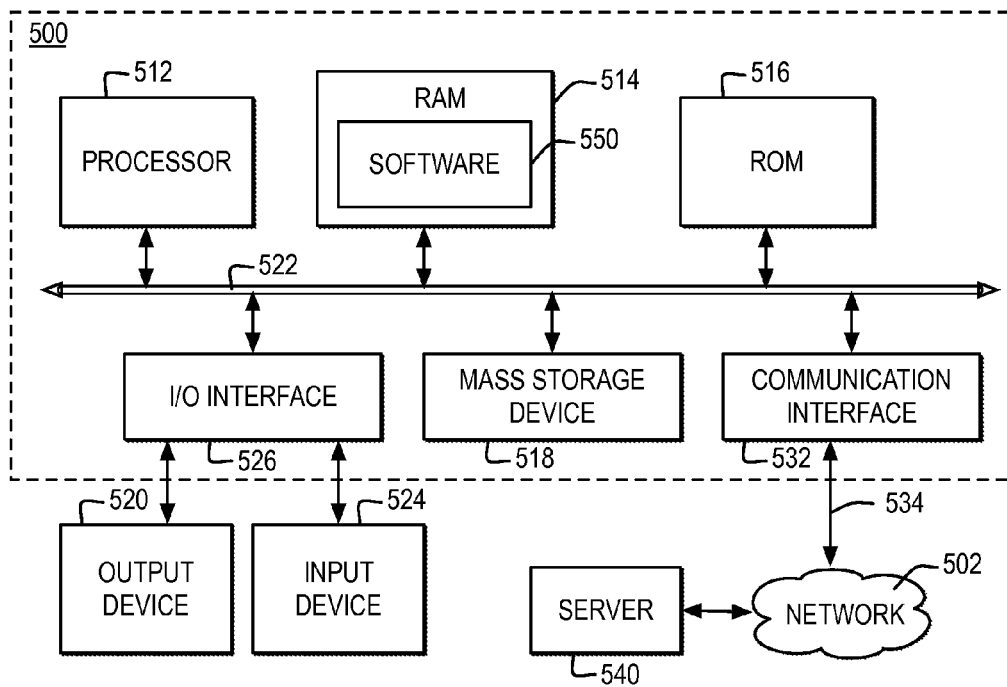 500
512
PROCESSOR
RAM
514
SOFTWARE
550
516
ROM
522
I/O INTERFACE
526
MASS STORAGE
DEVICE
518
COMMUNICATION
INTERFACE
532
520
OUTPUT
DEVICE
524
INPUT
DEVICE
534
SERVER
540
502
NETWORK